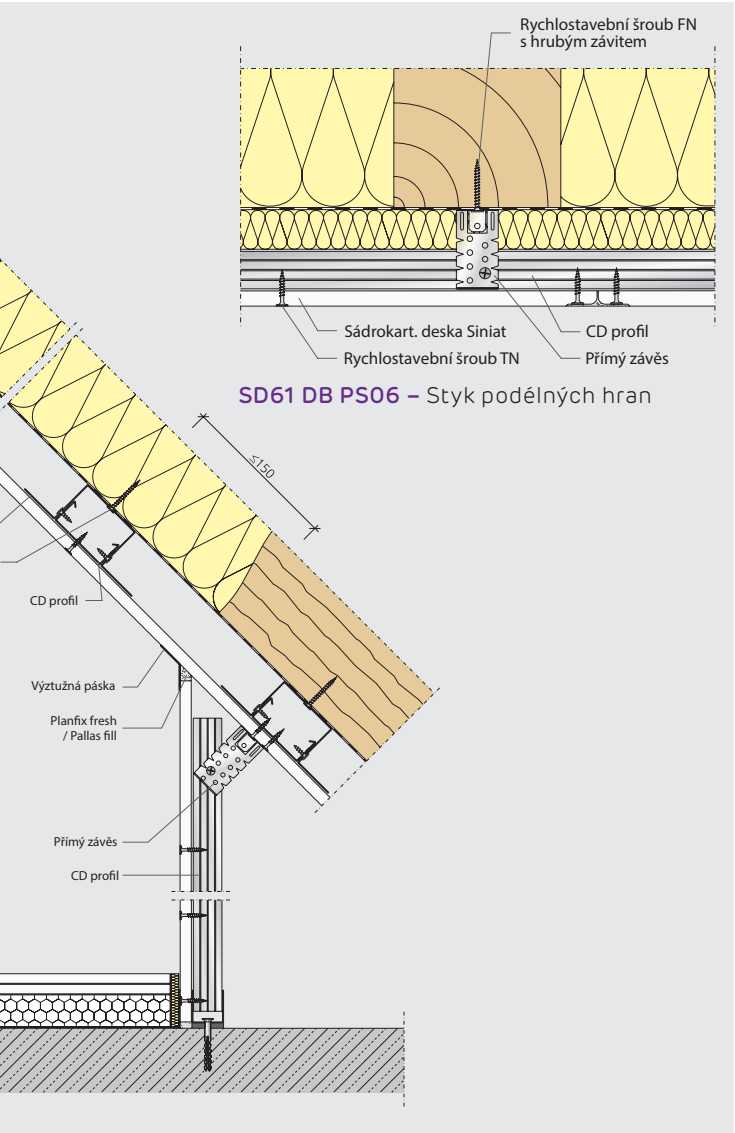 Rychlostavební šroub FN
s hrubým závitem
Sádrokart. deska Siniat
CD profil
Rychlostavební šroub TN
Přímý závěs
SD61 DB PS06 – Styk podélných hran
≤150
CD profil
Výztužná páska
Planfix fresh
/ Pallas fill
Přímý závěs
CD profil